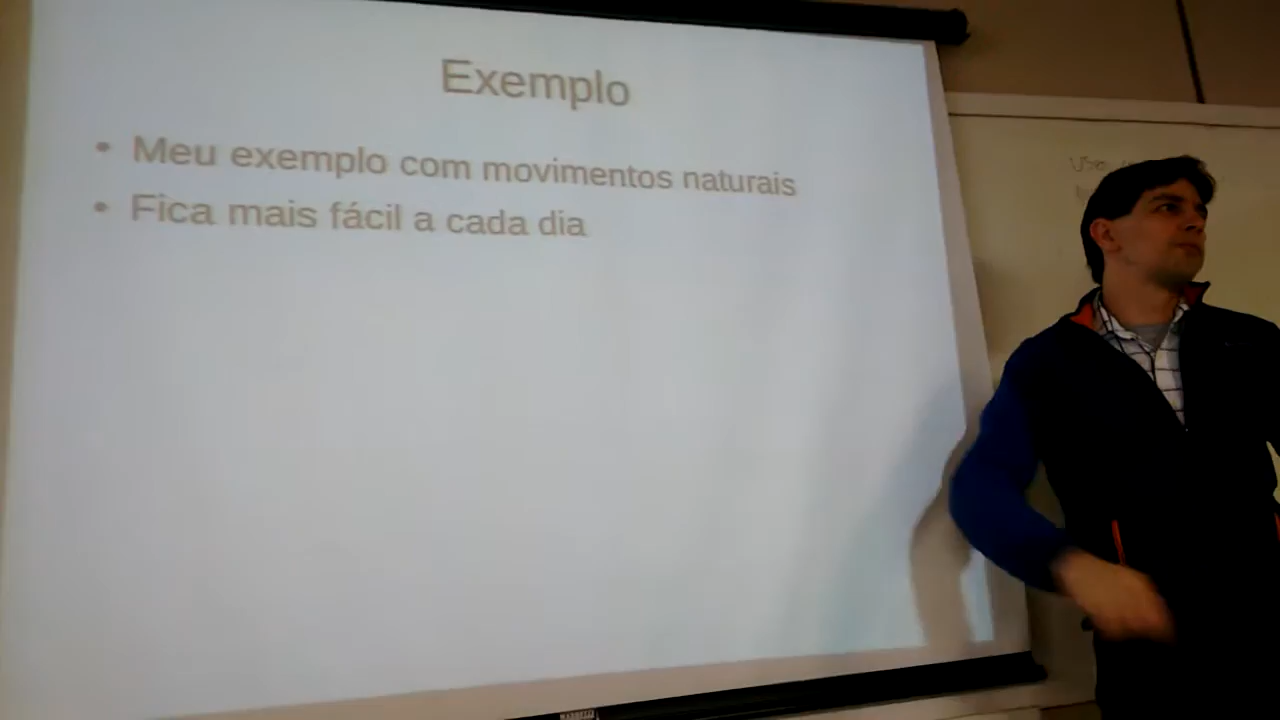 Exemplo
• Meu exemplo com movimentos naturais
• Fica mais fácil a cada dia